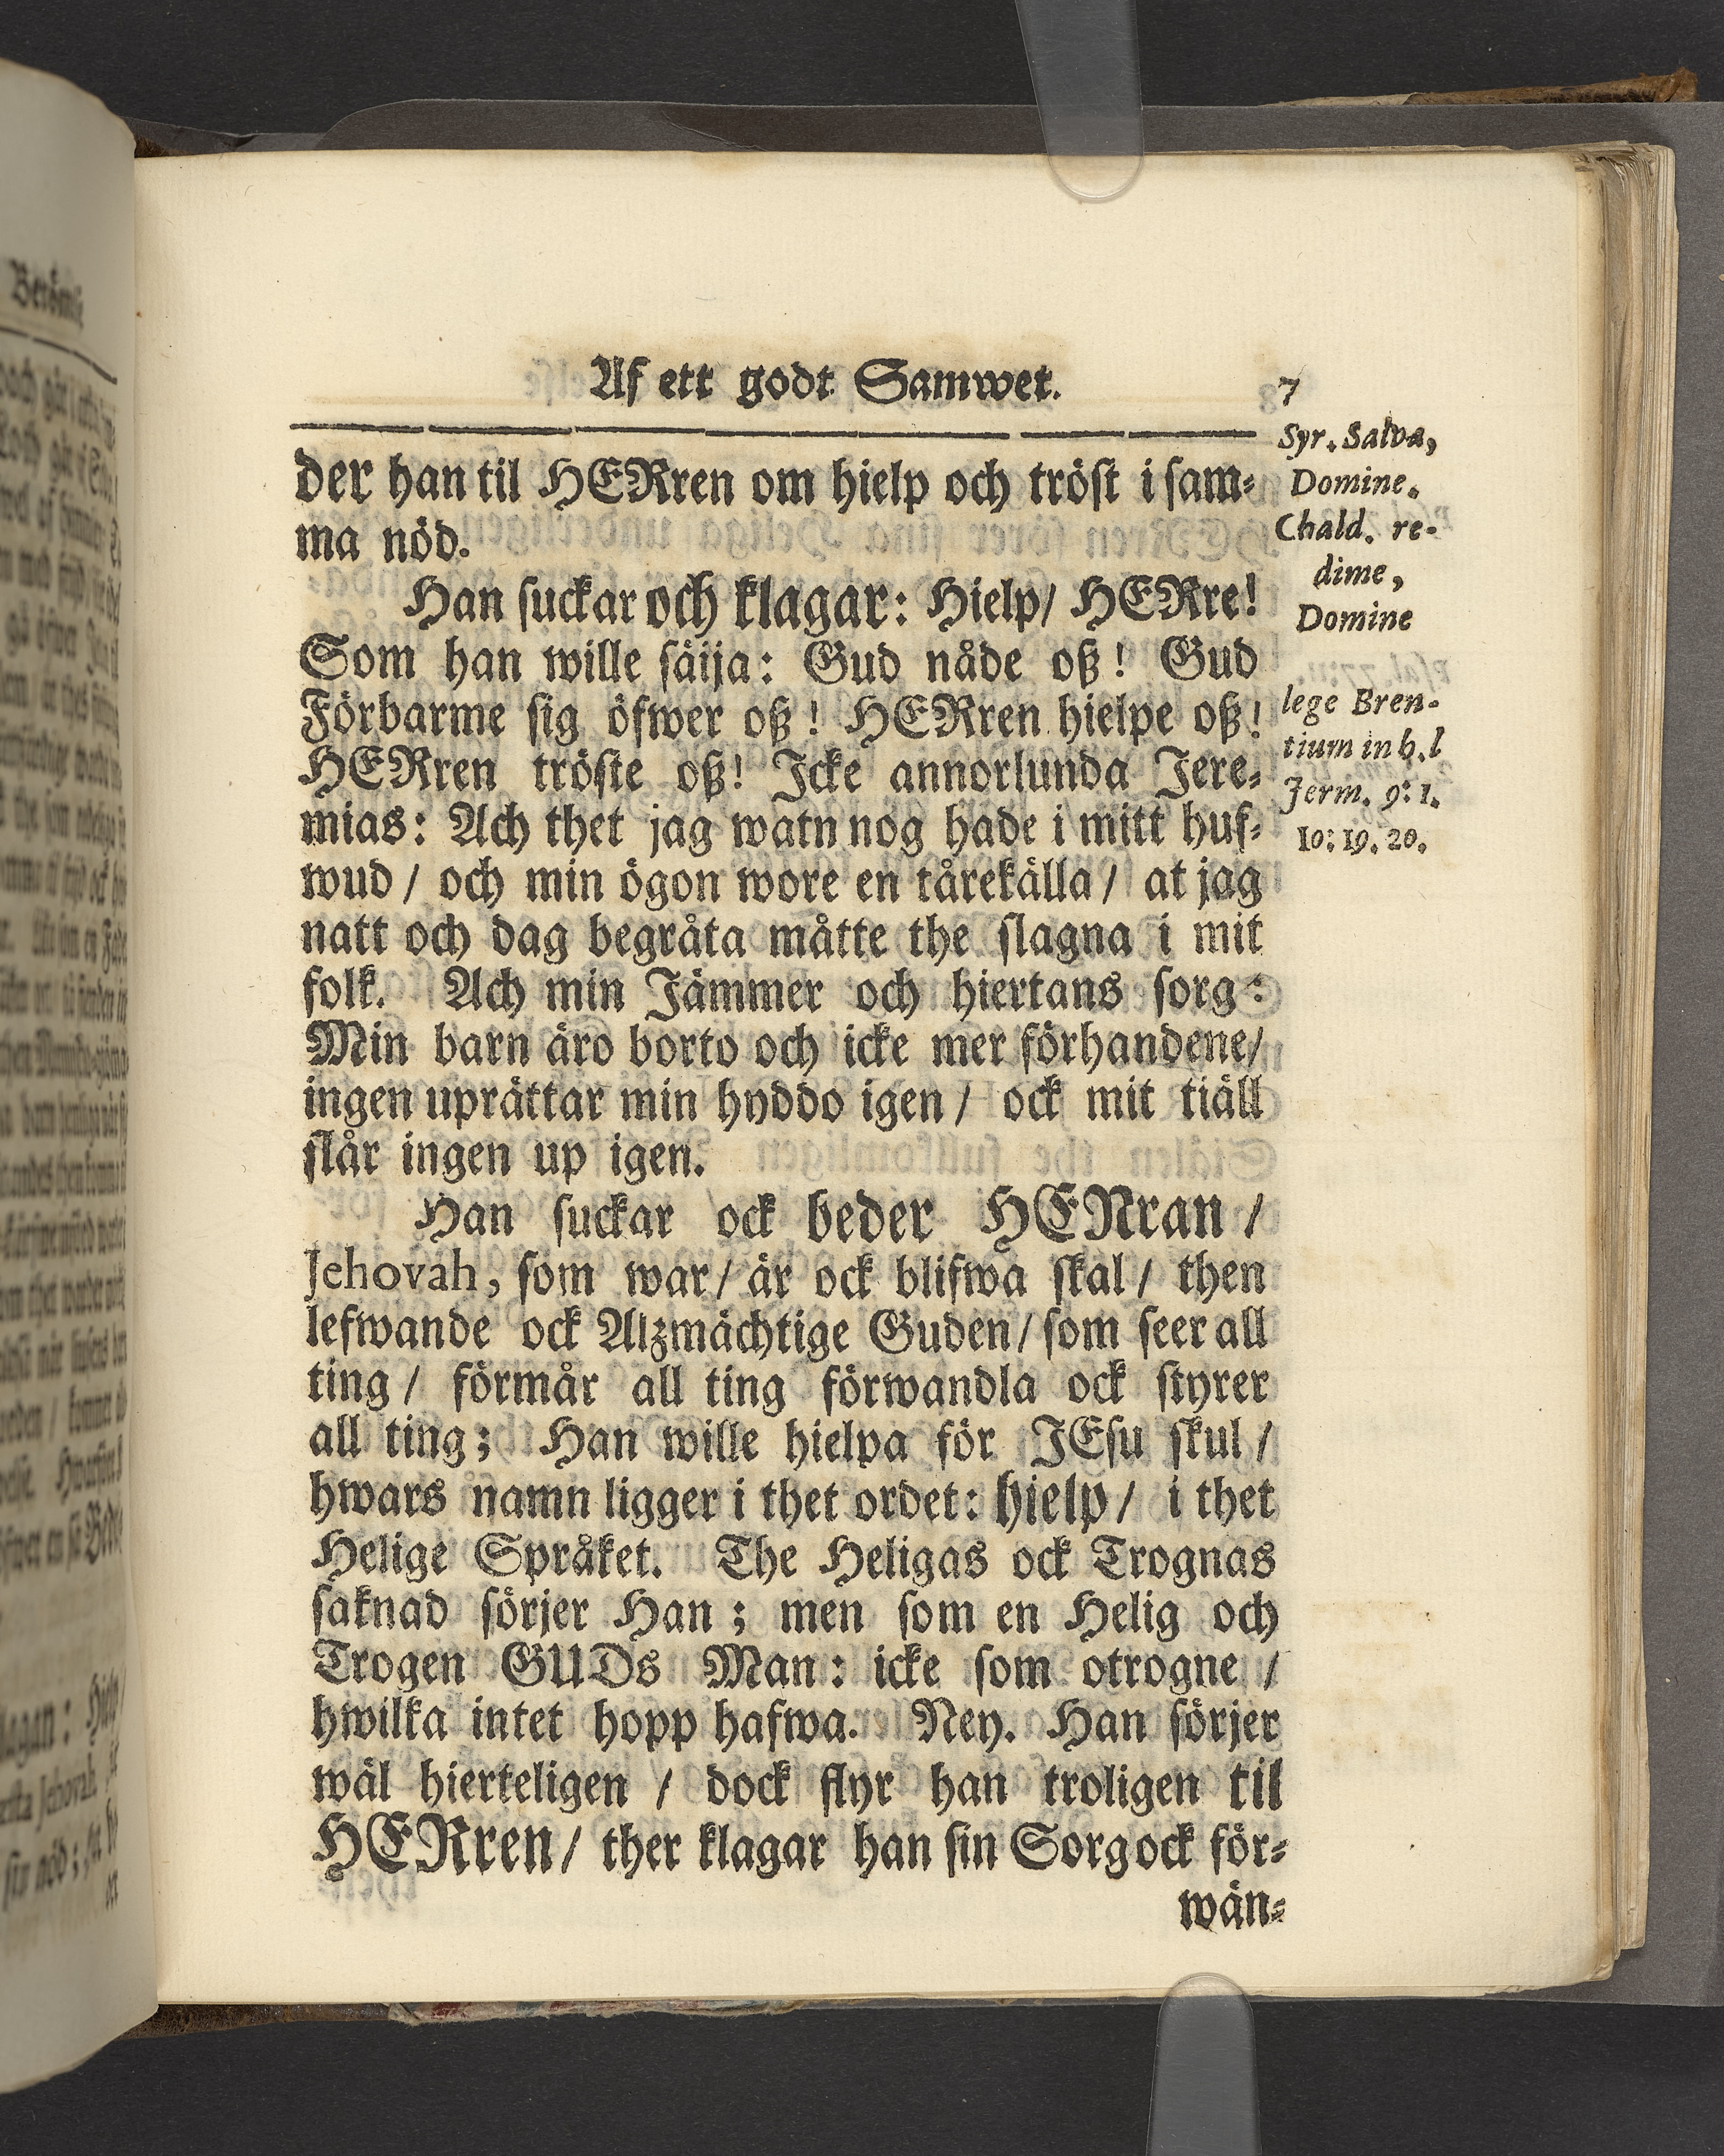 Af ett godt Samwet.
7
der han til HERren om hielp och tröst i sam-
ma nöd.
Han suckar och klagar: Hielp/ HERre!
Som han wille säija: Gud nåde oß! Gud
Förbarme sig öfwer oß! HERren hielpe oß!
HERren tröste oß! Icke annorlunda Jere-
mias: Ach thet jag watn nog hade i mitt huf-
wud/ och min ögon wore en tårekälla/ at jag
natt och dag begråta måtte the slagna i mit
folk. Ach min Jämmer och hiertans sorg:
Min barn äro borto och icke mer förhandene/
ingen uprättar min hyddo igen/ ock mit tiäll
slår ingen up igen.
Han suckar ock beder HERran/
Jehovah, som war/ är ock blifwa skal/ then
lefwande ock Alzmächtige Guden/ som seer all
ting/ förmår all ting förwandla ock styrer
all ting; Han wille hielpa för JEsu skul/
hwars namn ligger i thet ordet: hielp/ i thet
Helige Språket. The Heligas ock Trognas
saknad sörjer Han; men som en Helig och
Trogen GUDs Man: icke som otrogne/
hwilka intet hopp hafwa. Ney. Han sörjer
wäl hierteligen/ dock flyr han troligen til
HERren/ ther klagar han sin Sorg ock för-
wän-
Syr. Salva,
Domine.
Chald. re-
dime,
Domine
lege Bren-
tium in h. l
Jerm. 9: 1.
10: 19. 20.